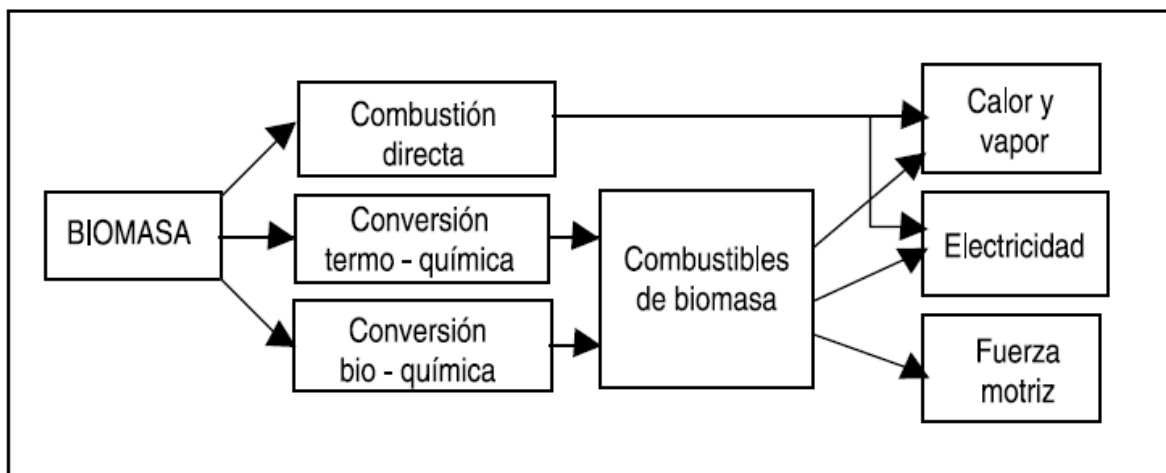 BIOMASA
Combustión
directa
Conversión
termo - química
Conversión
bio - química
Combustibles
de biomasa
Calor y
vapor
Electricidad
Fuerza
motriz